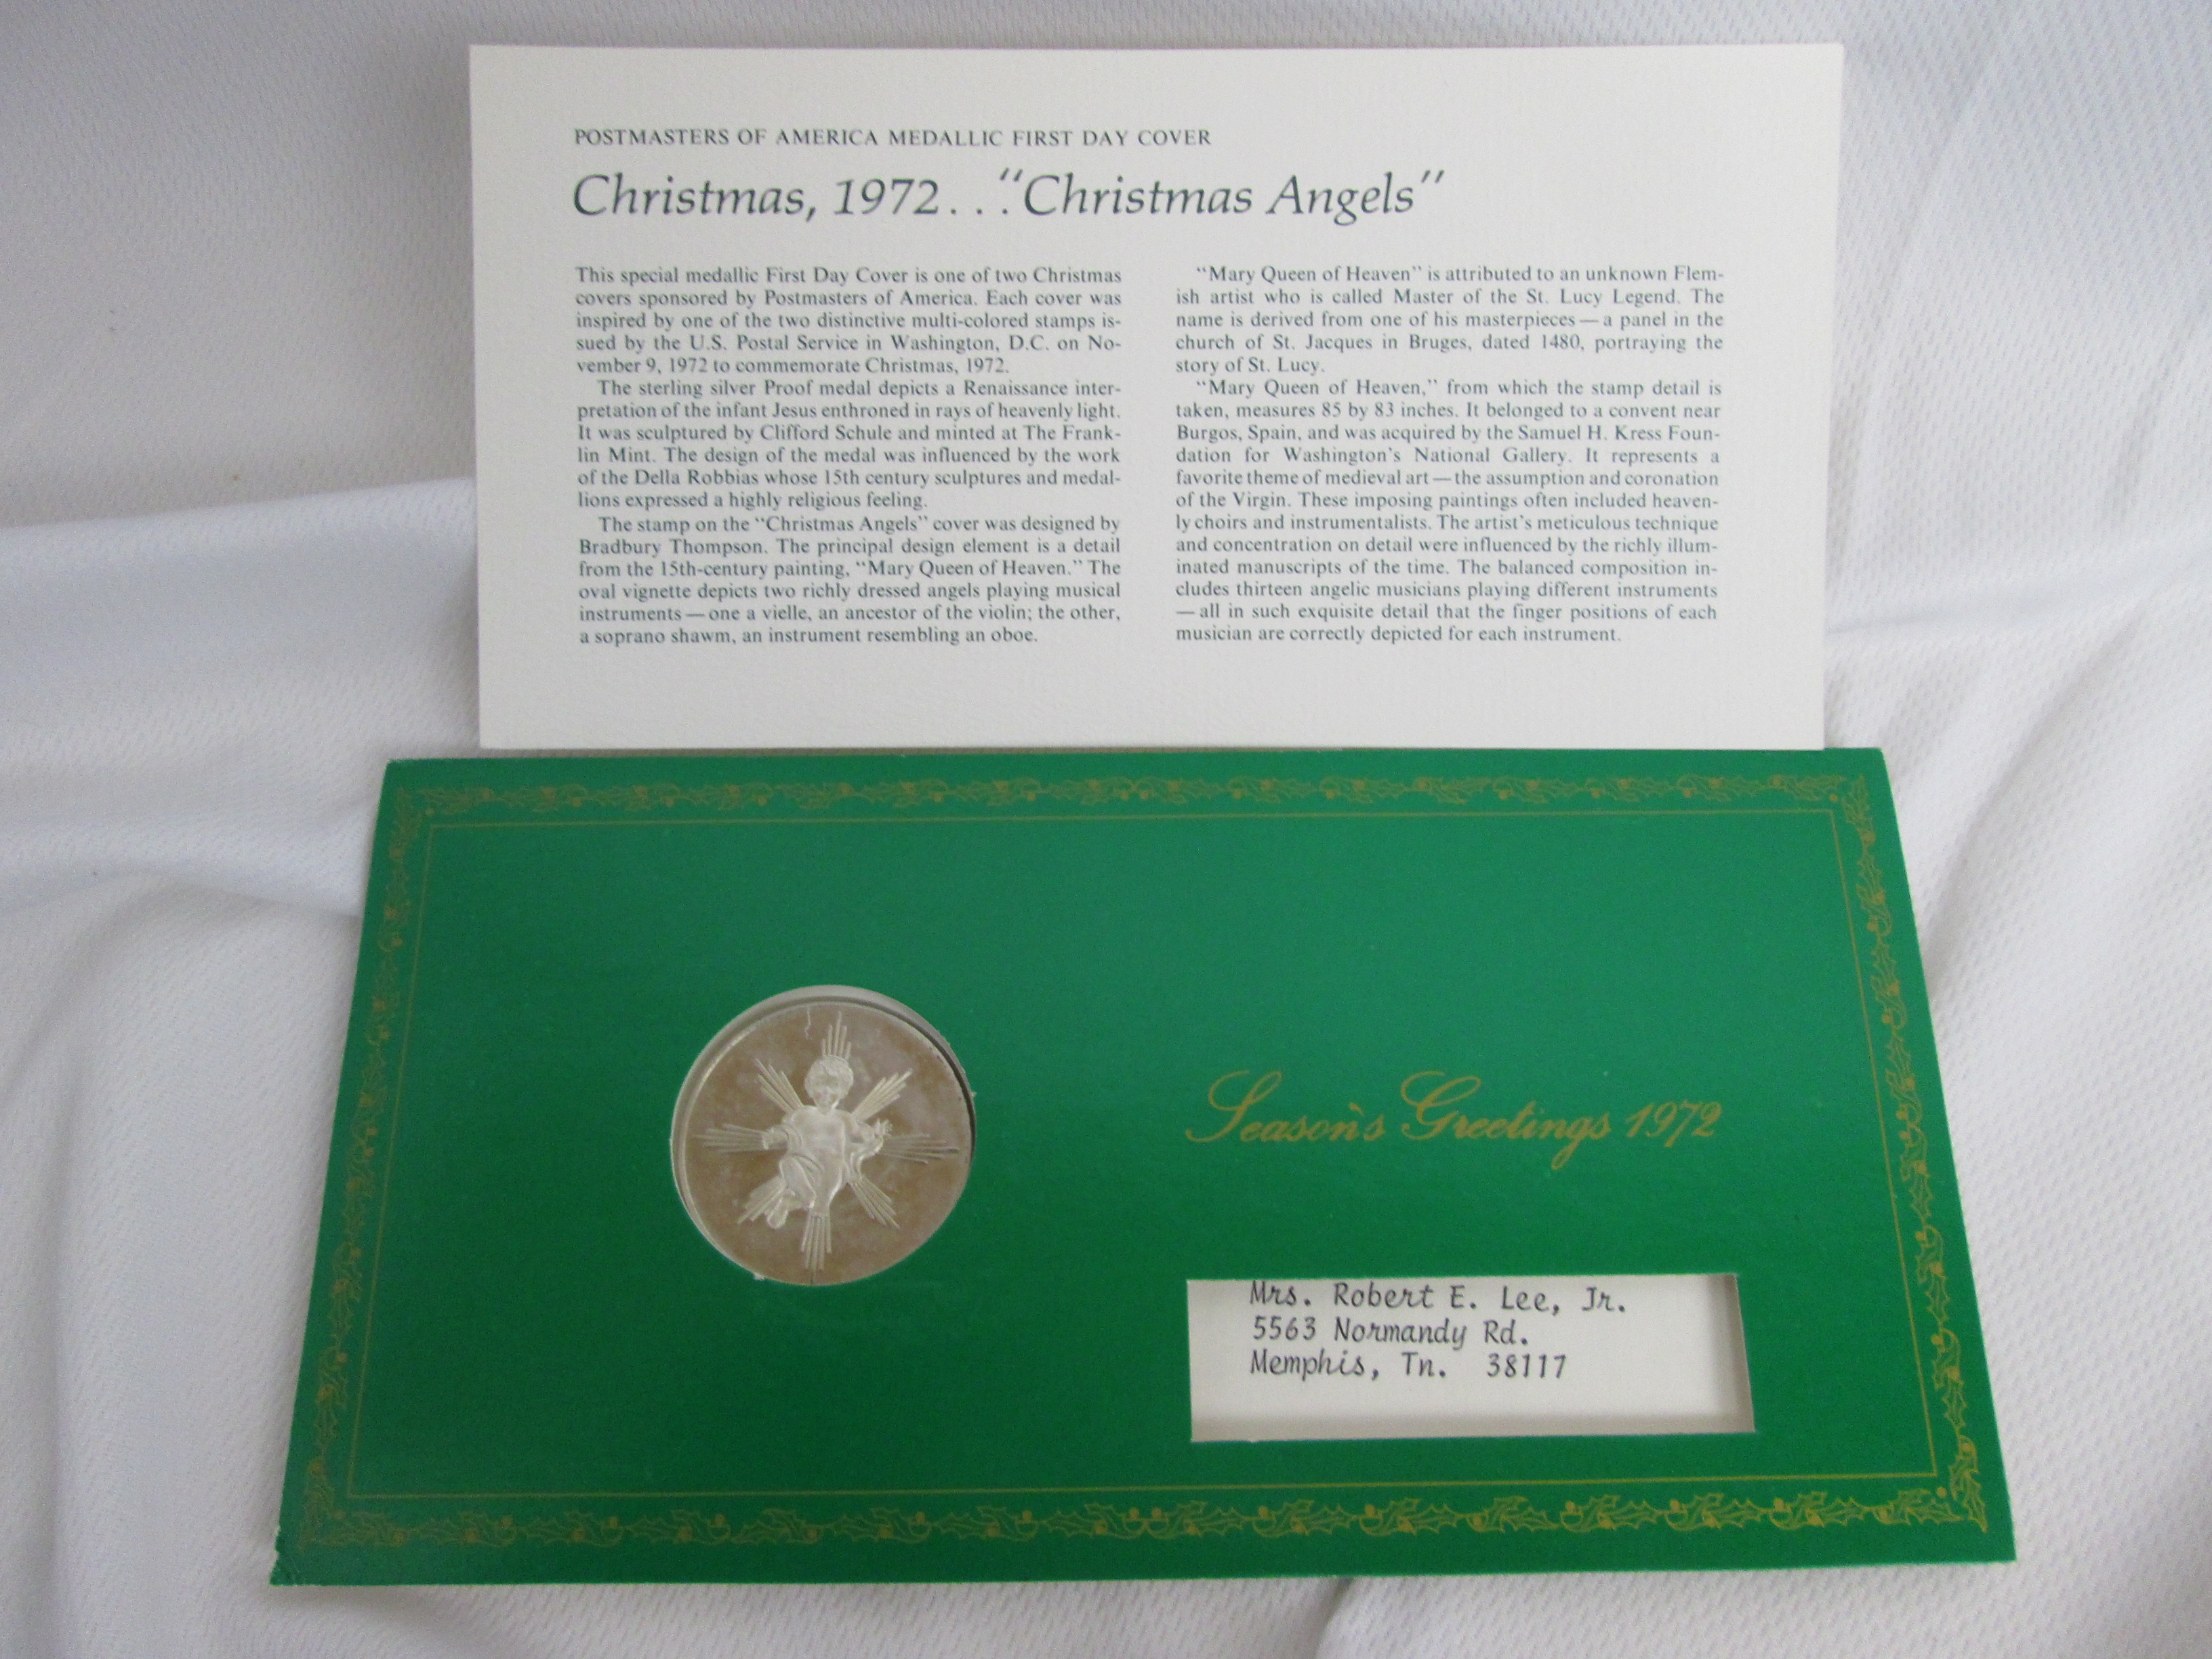 POSTMASTERS OF AMERICA MEDALLIC FIRST DAY COVER
Christmas, 1972. . .“Christmas Angels”
This special medallic First Day Cover is one of two Christmas
covers sponsored by Postmasters of America. Each cover was
inspired by one of the two distinctive multi-colored stamps is-
sued by the U.S. Postal Service in Washington, D.C. on No-
vember 9, 1972 to commemorate Christmas, 1972.
The sterling silver Proof medal depicts a Renaissance inter-
pretation of the infant Jesus enthroned in rays of heavenly light.
It was sculptured by Clifford Schule and minted at The Frank-
lin Mint. The design of the medal was influenced by the work
of the Della Robbias whose 15th century sculptures and medal-
lions expressed a highly religious feeling.
The stamp on the “Christmas Angels” cover was designed by
Bradbury Thompson. The principal design element is a detail
from the 15th-century painting, “Mary Queen of Heaven.” The
oval vignette depicts two richly dressed angels playing musical
instruments — one a vielle, an ancestor of the violin; the other,
a soprano shawm, an instrument resembling an oboe.
“Mary Queen of Heaven” is attributed to an unknown Flem-
ish artist who is called Master of the St. Lucy Legend. The
name is derived from one of his masterpieces — a panel in the
church of St. Jacques in Bruges, dated 1480, portraying the
story of St. Lucy.
“Mary Queen of Heaven,” from which the stamp detail is
taken, measures 85 by 83 inches. It belonged to a convent near
Burgos, Spain, and was acquired by the Samuel H. Kress Foun-
dation for Washington's National Gallery. It represents a
favorite theme of medieval art — the assumption and coronation
of the Virgin. These imposing paintings often included heaven-
ly choirs and instrumentalists. The artist's meticulous technique
and concentration on detail were influenced by the richly illum-
inated manuscripts of the time. The balanced composition in-
cludes thirteen angelic musicians playing different instruments
— all in such exquisite detail that the finger positions of each
musician are correctly depicted for each instrument.
Season's Greetings 1972
Mrs. Robert E. Lee, Jr.
5563 Normandy Rd.
Memphis, Tn. 38117